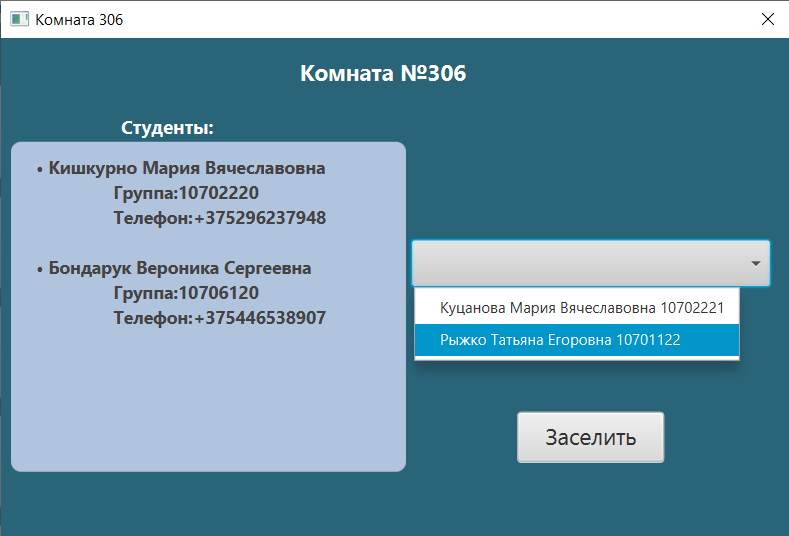 Комната 306
Комната №306
Студенты:
• Кишкурно Мария Вячеславовна
Группа:10702220
Телефон:+375296237948
• Бондарук Вероника Сергеевна
Группа:10706120
Телефон:+375446538907
Куцанова Мария Вячеславовна 10702221
Рыжко Татьяна Егоровна 10701122
Заселить